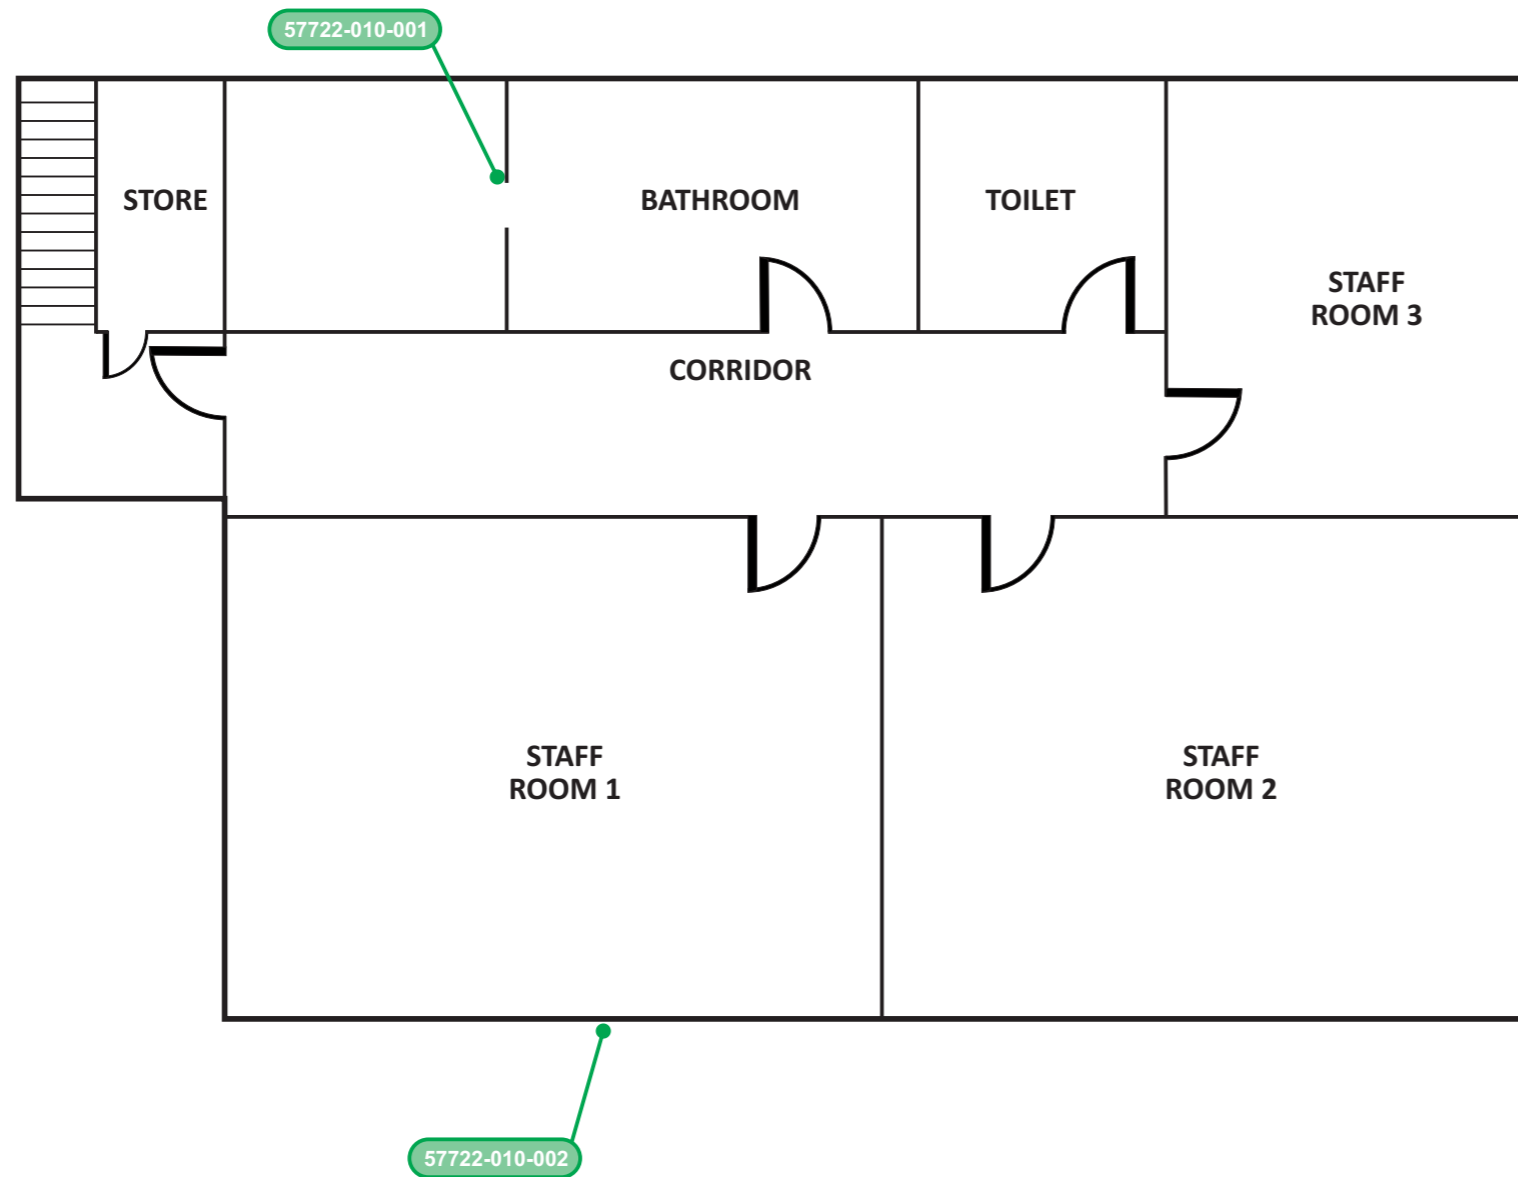 57722-010-001
STORE
BATHROOM
TOILET
STAFF
ROOM 3
CORRIDOR
STAFF
ROOM 1
STAFF
ROOM 2
57722-010-002